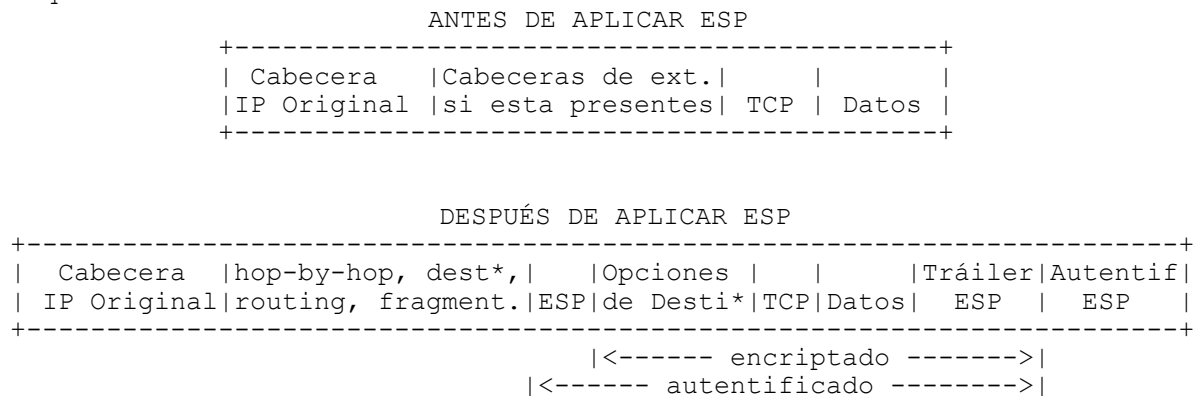 ANTES DE APLICAR ESP
+--------------------------------------------+
| Cabecera |Cabeceras de ext.| | |
|IP Original |si esta presentes| TCP | Datos |
+--------------------------------------------+
DESPUÉS DE APLICAR ESP
+------------------------------------------------------------------------+
| Cabecera |hop-by-hop, dest*,| |Opciones | | |Tráiler|Autentif|
| IP Original|routing, fragment.|ESP|de Desti*|TCP|Datos| ESP | ESP |
+------------------------------------------------------------------------+
|<------ encriptado ------->|
|<------ autentificado -------->|